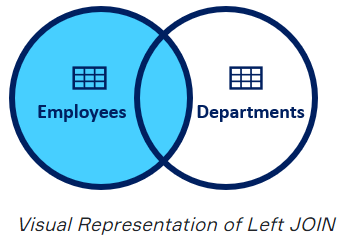 Employees
Departments
Visual Representation of Left JOIN